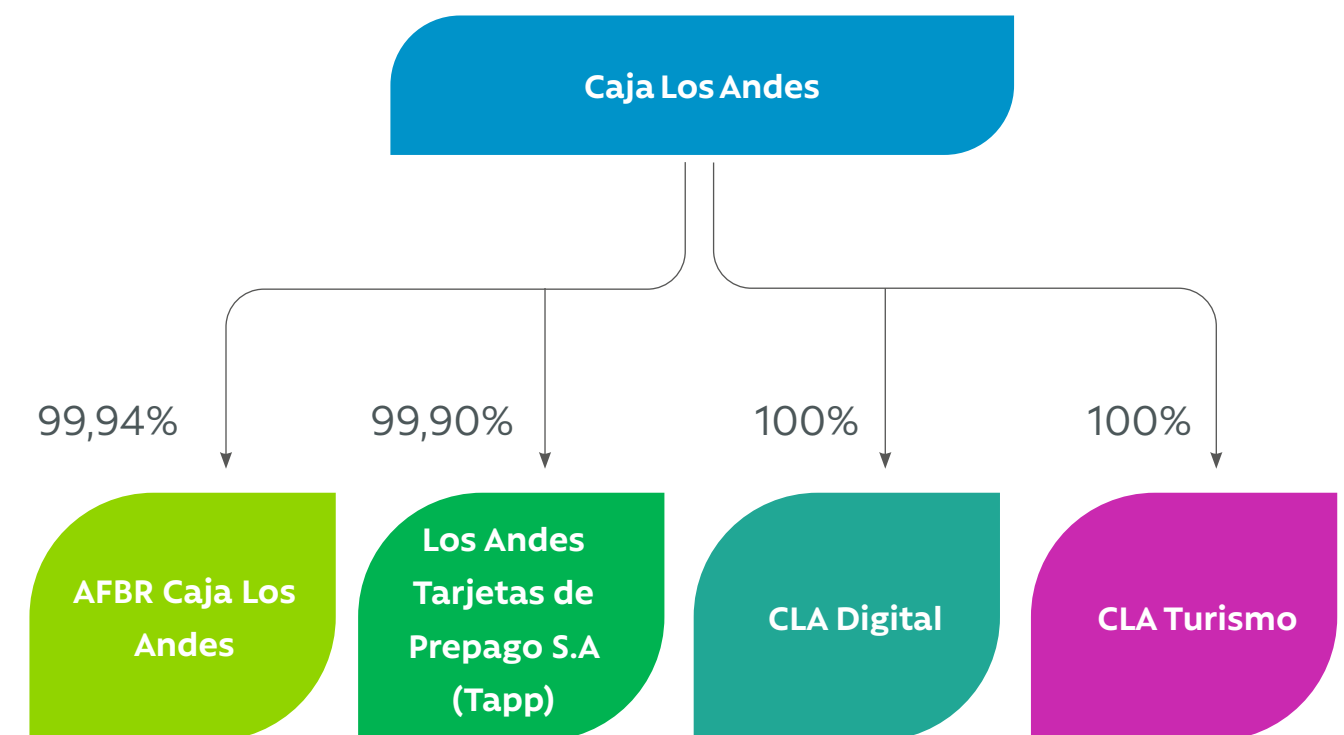 Caja Los Andes
99,94%
99,90%
100%
100%
AFBR Caja Los
Andes
Los Andes
Tarjetas de
Prepago S.A
(Tapp)
CLA Digital
CLA Turismo